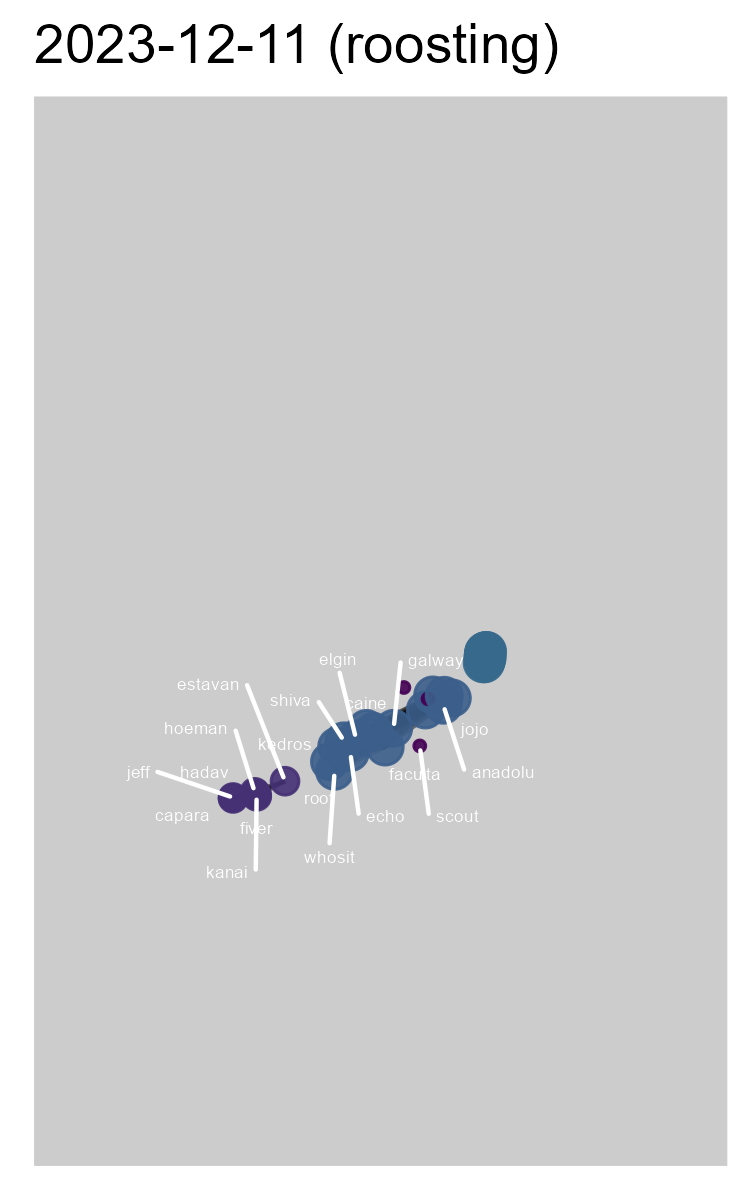 2023-12-11 (roosting)
elgin
galway
estavan
shiva
caine
hoeman
kedros
jojo
jeff
hadav
faculta
anadolu
roo
capara
echo
scout
fiver
whosit
kanai